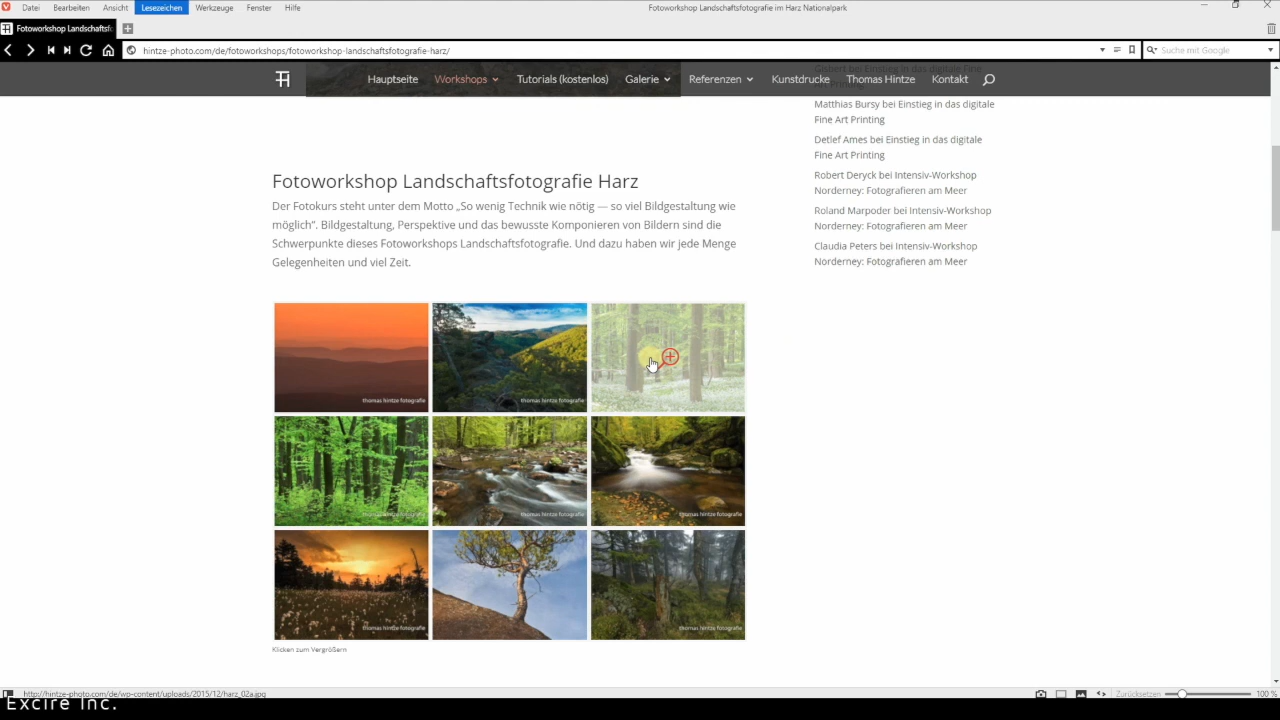 Datei Bearbeiten Ansicht Lesezeichen Werkzeuge Fenster Hilfe Fotoworkshop Landschaftsfotografie im Harz Nationalpark
Fotoworkshop Landschaftsfo
hintze-photo.com/de/fotoworkshops/fotoworkshop-landschaftsfotografie-harz/ Suche mit Google
Hauptseite Workshops Tutorials (kostenlos) Galerie Referenzen Kunstdrucke Thomas Hintze Kontakt
Matthias Bursy bei Einstieg in das digitale
Fine Art Printing
Detlef Ames bei Einstieg in das digitale
Fine Art Printing
Robert Deryck bei Intensiv-Workshop
Norderney: Fotografieren am Meer
Roland Marpoder bei Intensiv-Workshop
Norderney: Fotografieren am Meer
Claudia Peters bei Intensiv-Workshop
Norderney: Fotografieren am Meer
Fotoworkshop Landschaftsfotografie Harz
Der Fotokurs steht unter dem Motto „So wenig Technik wie nötig — so viel Bildgestaltung wie
möglich“. Bildgestaltung, Perspektive und das bewusste Komponieren von Bildern sind die
Schwerpunkte dieses Fotoworkshops Landschaftsfotografie. Und dazu haben wir jede Menge
Gelegenheiten und viel Zeit.
thomas hintze fotografie thomas hintze fotografie
thomas hintze fotografie thomas hintze fotografie thomas hintze fotografie
thomas hintze fotografie thomas hintze fotografie
Klicken zum Vergrößern
http://hintze-photo.com/de/wp-content/uploads/2015/12/harz_02a.jpg Zurücksetzen 100 %
Excire Inc.